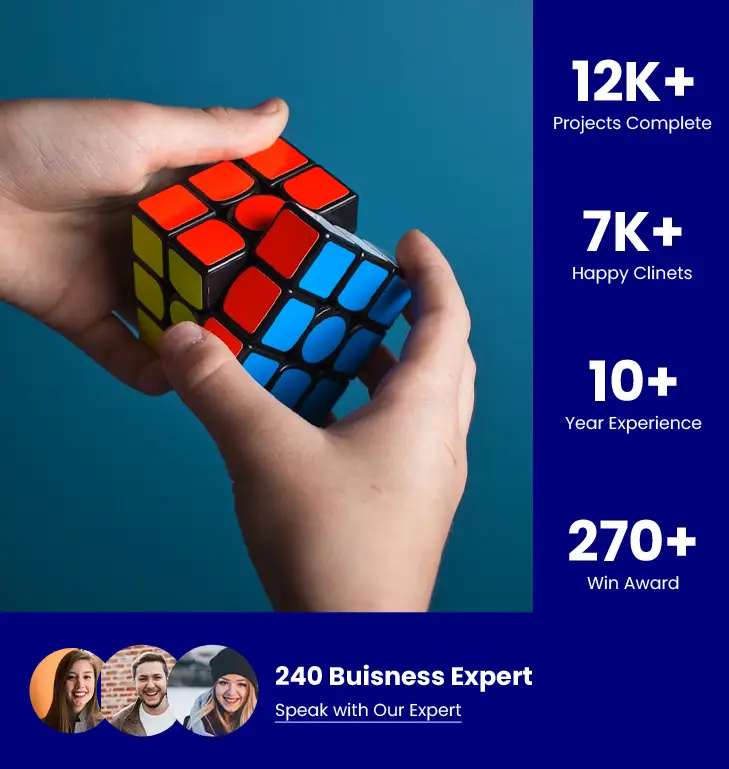 12K+
Projects Complete
7K+
Happy Clinets
10+
Year Experience
270+
Win Award
240 Buisness Expert
Speak with Our Expert